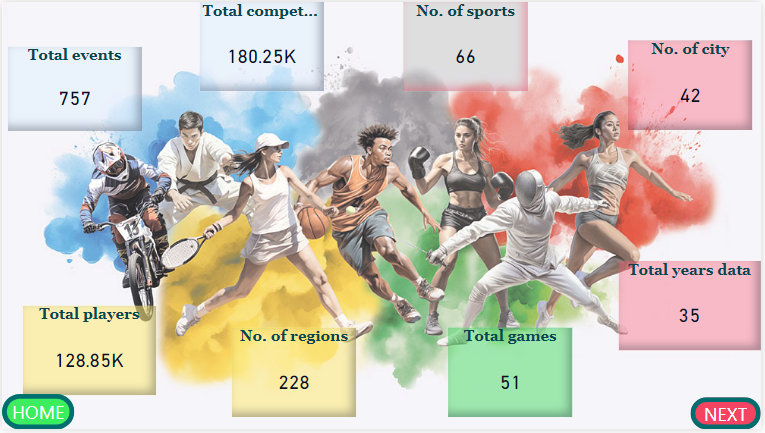 Total compet...
180.25K
No. of sports
66
Total events
757
No. of city
42
Total years data
35
Total players
128.85K
No. of regions
228
Total games
51
HOME
NEXT